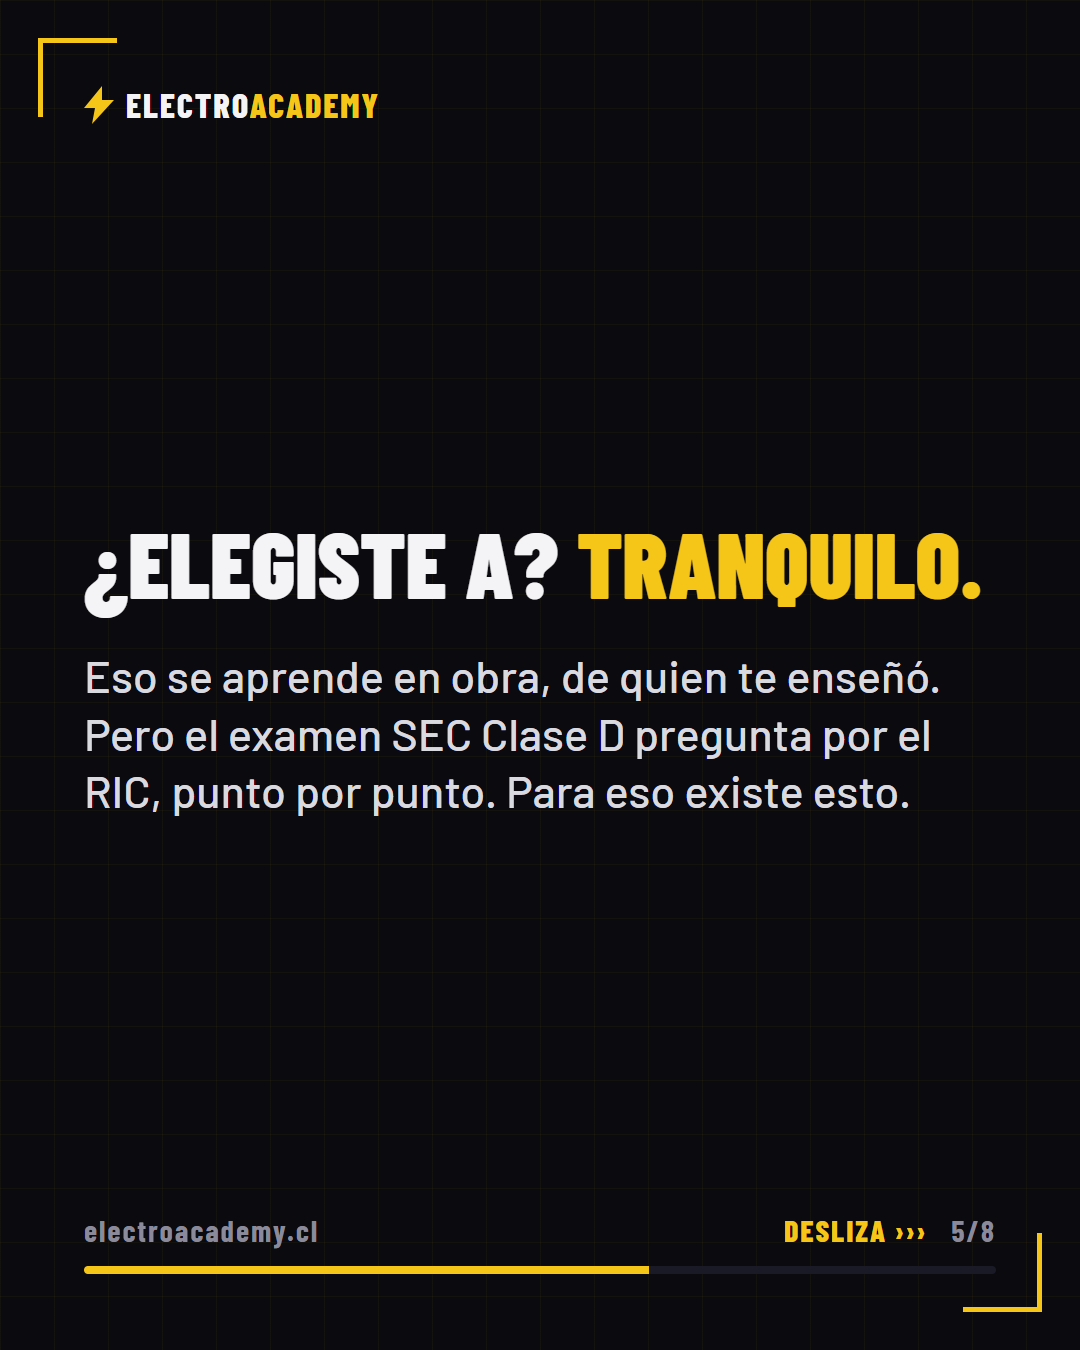 ELECTROACADEMY
¿ELEGISTE A? TRANQUILO.
Eso se aprende en obra, de quien te enseñó.
Pero el examen SEC Clase D pregunta por el
RIC, punto por punto. Para eso existe esto.
electroacademy.cl DESLIZA ››› 5/8